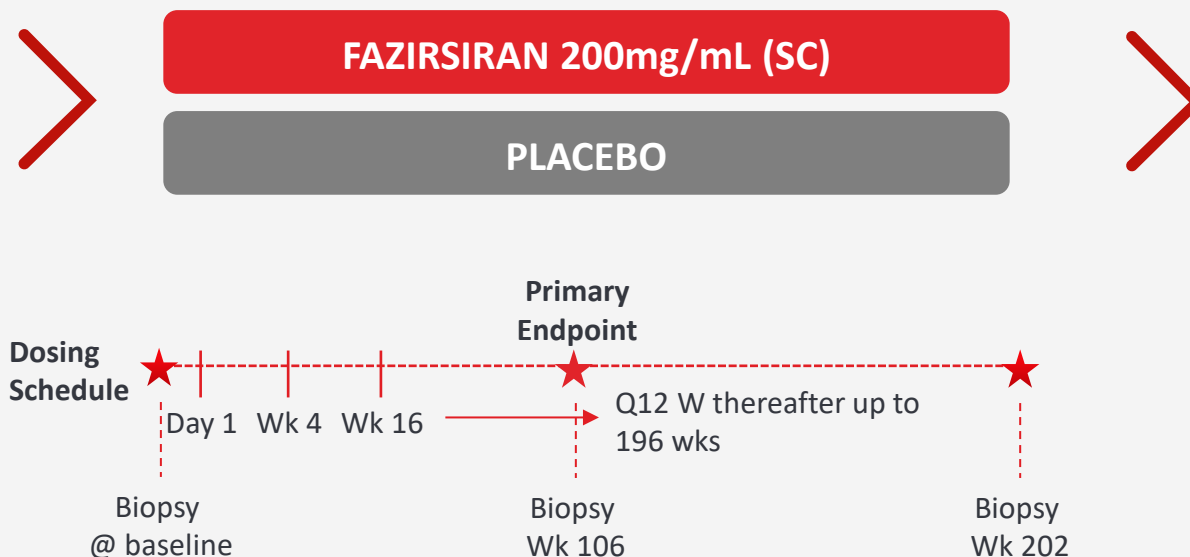 FAZIRSIRAN 200mg/mL (SC)
PLACEBO
Primary
Endpoint
Dosing
Schedule
Day 1 Wk 4 Wk 16
Q12 W thereafter up to
196 wks
Biopsy
@ baseline
Biopsy
Wk 106
Biopsy
Wk 202